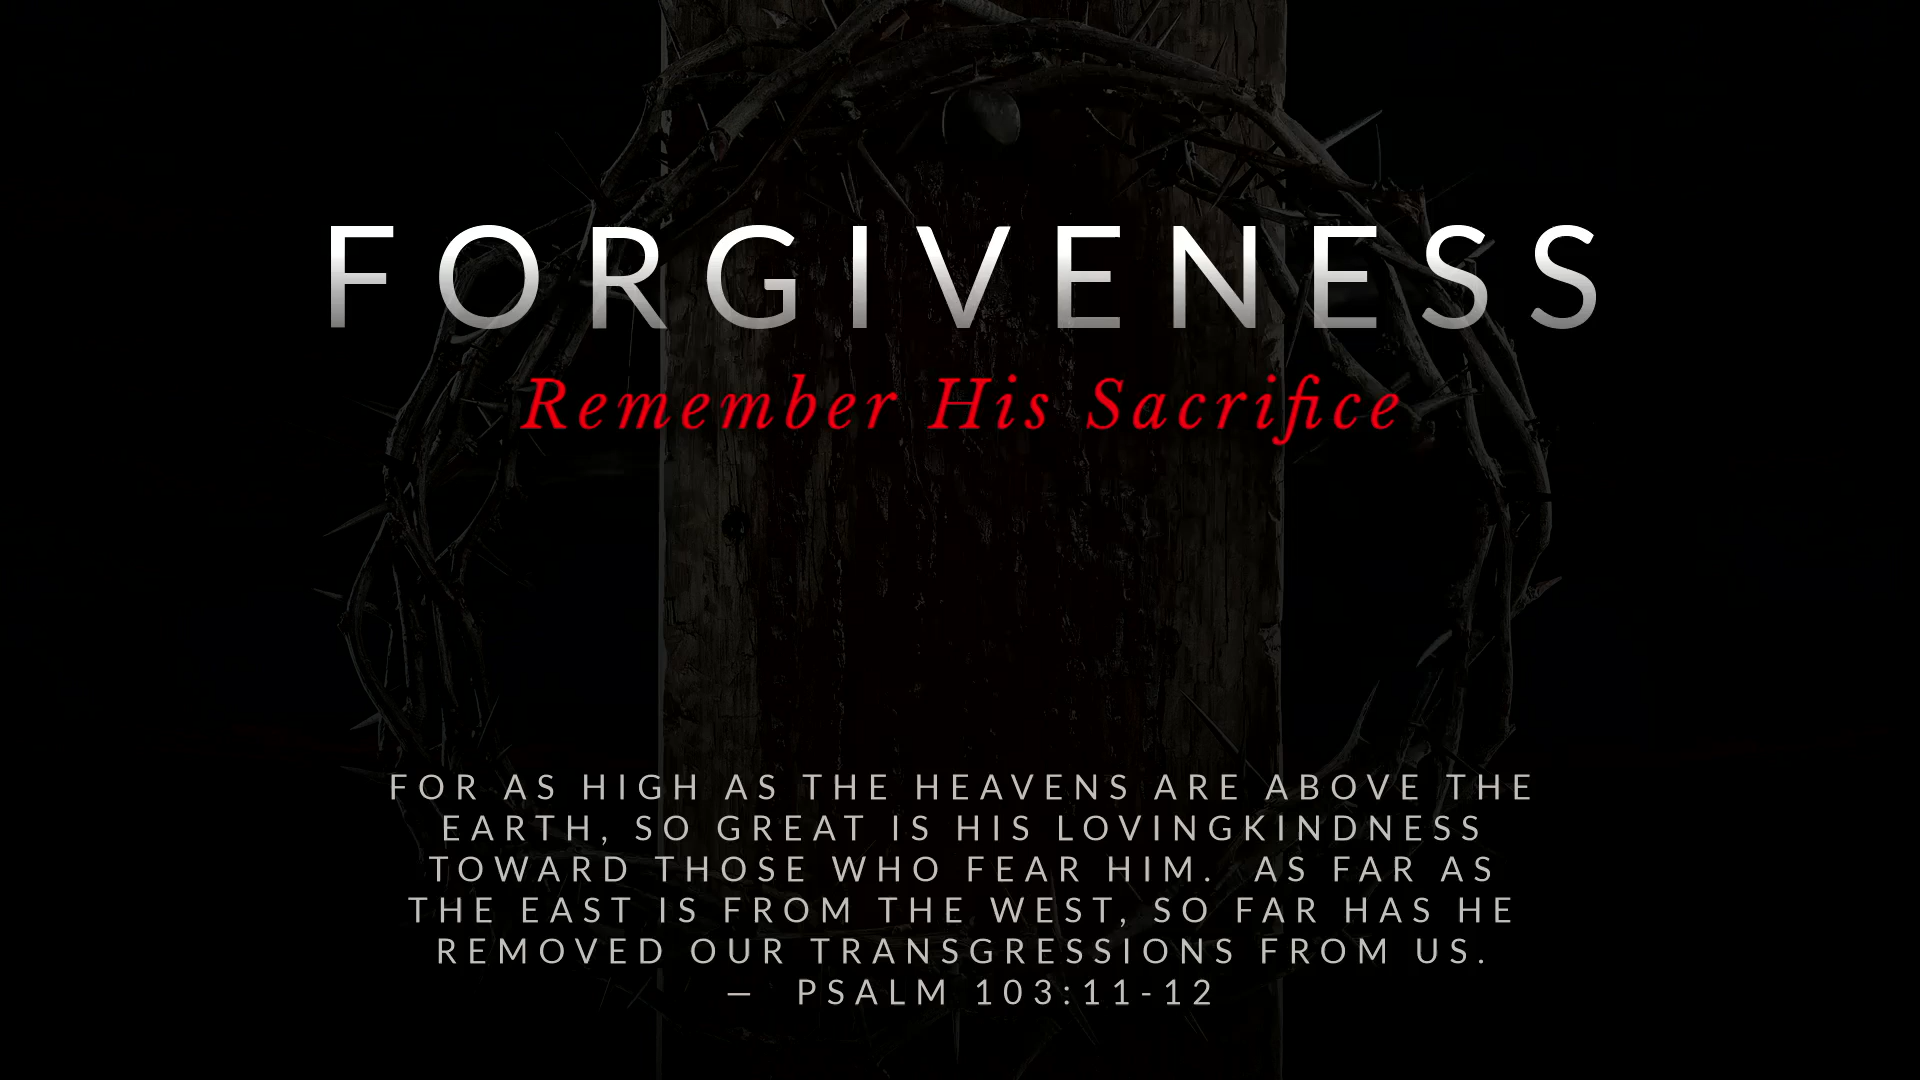 FORGIVENESS
Remember His Sacrifice
FOR AS HIGH AS THE HEAVENS ARE ABOVE THE
EARTH, SO GREAT IS HIS LOVINGKINDNESS
TOWARD THOSE WHO FEAR HIM.  AS FAR AS
THE EAST IS FROM THE WEST, SO FAR HAS HE
REMOVED OUR TRANSGRESSIONS FROM US.
—  PSALM 103:11-12